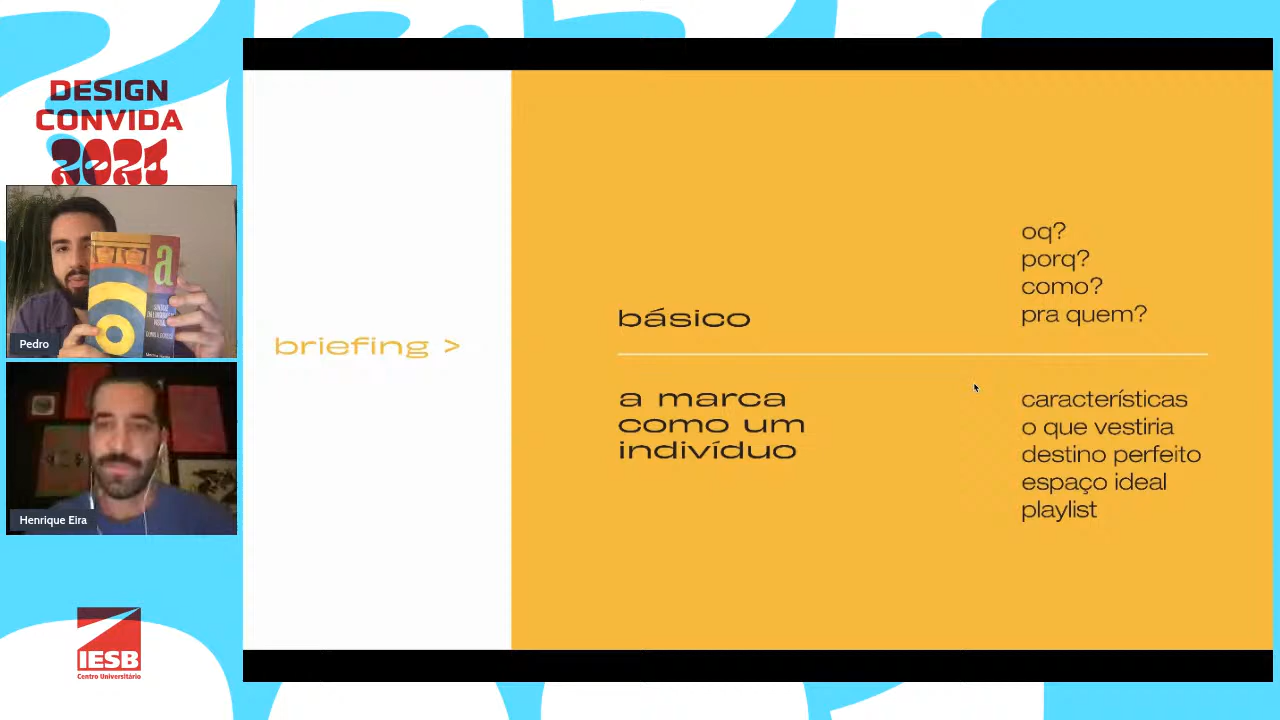 DESIGN
CONVIDA
2021
a
Pedro
Henrique Eira
IESB
Centro Universitário
briefing >
básico
oq?
porq?
como?
pra quem?
a marca
como um
indivíduo
características
o que vestiria
destino perfeito
espaço ideal
playlist